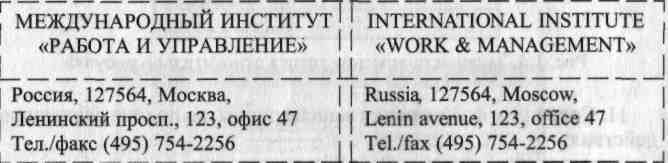 МЕЖДУНАРОДНЫЙ ИНСТИТУТ
«РАБОТА И УПРАВЛЕНИЕ»
Россия, 127564, Москва,
Ленинский просп., 123, офис 47
Тел./факс (495) 754-2256
INTERNATIONAL INSTITUTE
«WORK & MANAGEMENT»
Russia, 127564, Moscow,
Lenin avenue, 123, office 47
Tel./fax (495) 754-2256